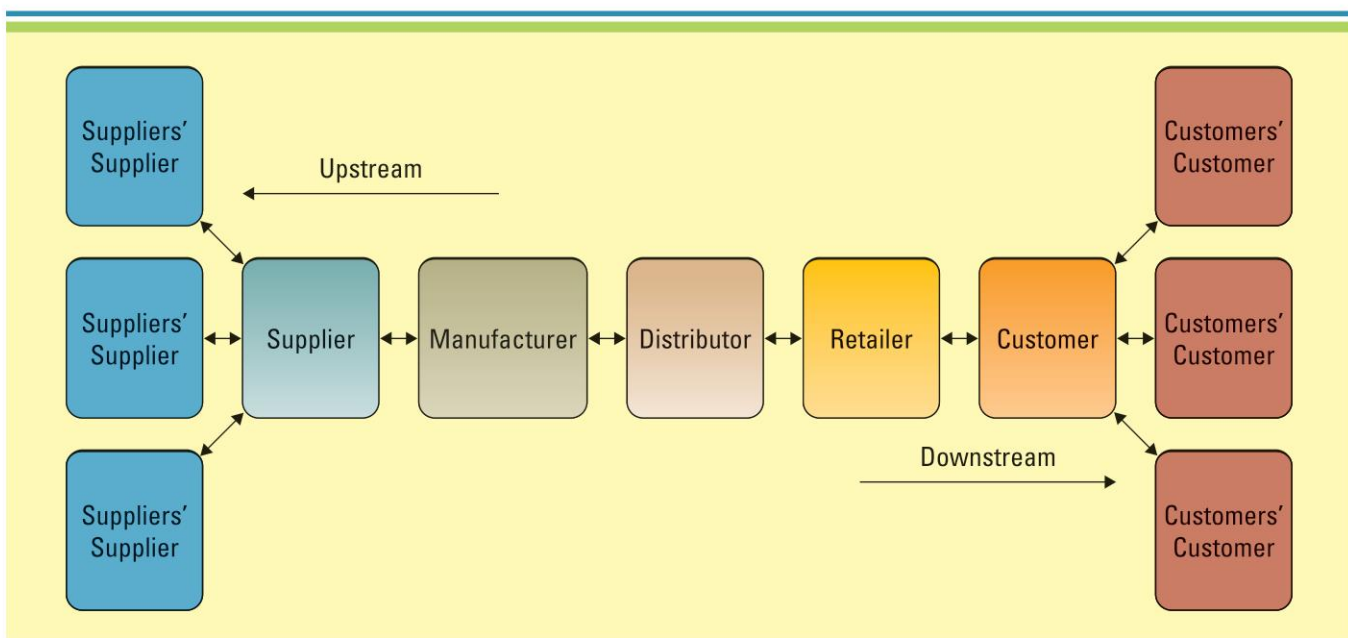 Suppliers'
Supplier
Upstream
Customers'
Customer
Suppliers'
Supplier
Supplier
Manufacturer
Distributor
Retailer
Customer
Customers'
Customer
Downstream
Suppliers'
Supplier
Customers'
Customer